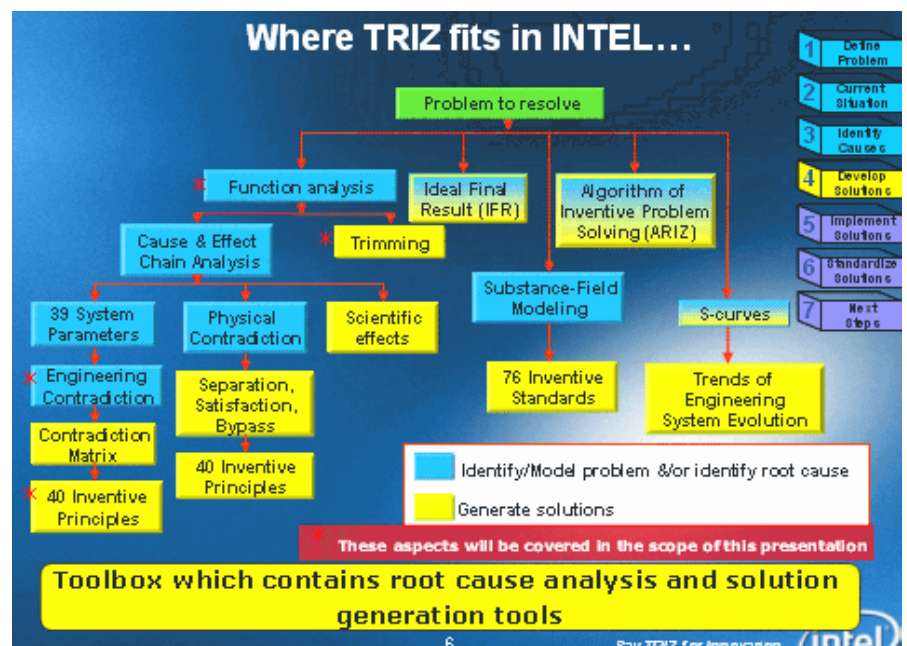 Where TRIZ fits in INTEL...
1 Define
Problem
2 Current
Situation
3 Identify
Causes
4 Develop
Solutions
5 Implement
Solutions
6 Standardize
Solutions
7 Next
Steps
Problem to resolve
* Function analysis
Ideal Final
Result (IFR)
Algorithm of
Inventive Problem
Solving (ARIZ)
* Trimming
Cause & Effect
Chain Analysis
Substance-Field
Modeling
S-curves
39 System
Parameters
Physical
Contradiction
Scientific
effects
* Engineering
Contradiction
Separation,
Satisfaction,
Bypass
76 Inventive
Standards
Trends of
Engineering
System Evolution
Contradiction
Matrix
40 Inventive
Principles
* 40 Inventive
Principles
Identify/Model problem &/or identify root cause
Generate solutions
* These aspects will be covered in the scope of this presentation
Toolbox which contains root cause analysis and solution
generation tools
6
TRIZ for
intel